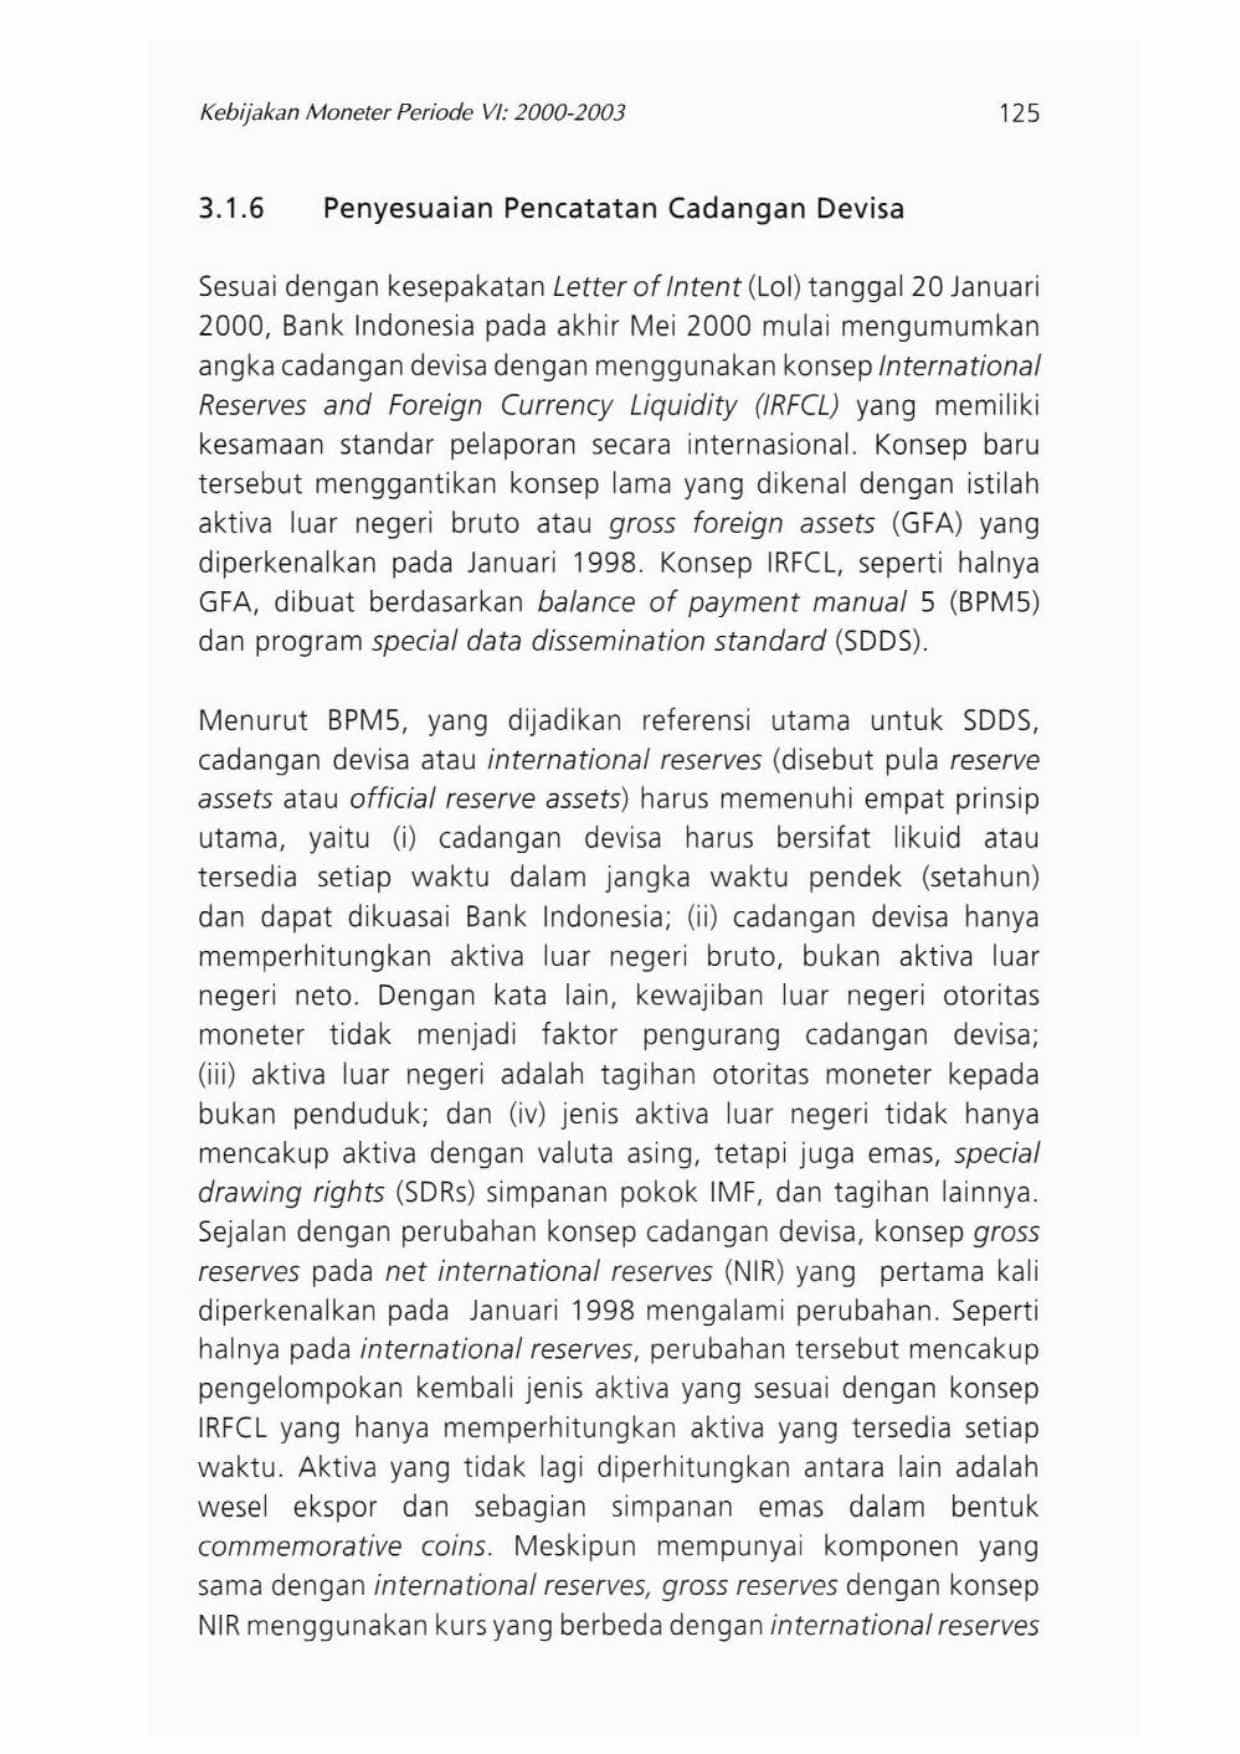 Kebijakan Moneter Periode VI: 2000-2003 125
3.1.6 Penyesuaian Pencatatan Cadangan Devisa
Sesuai dengan kesepakatan Letter of Intent (LoI) tanggal 20 Januari
2000, Bank Indonesia pada akhir Mei 2000 mulai mengumumkan
angka cadangan devisa dengan menggunakan konsep International
Reserves and Foreign Currency Liquidity (IRFCL) yang memiliki
kesamaan standar pelaporan secara internasional. Konsep baru
tersebut menggantikan konsep lama yang dikenal dengan istilah
aktiva luar negeri bruto atau gross foreign assets (GFA) yang
diperkenalkan pada Januari 1998. Konsep IRFCL, seperti halnya
GFA, dibuat berdasarkan balance of payment manual 5 (BPM5)
dan program special data dissemination standard (SDDS).
Menurut BPM5, yang dijadikan referensi utama untuk SDDS,
cadangan devisa atau international reserves (disebut pula reserve
assets atau official reserve assets) harus memenuhi empat prinsip
utama, yaitu (i) cadangan devisa harus bersifat likuid atau
tersedia setiap waktu dalam jangka waktu pendek (setahun)
dan dapat dikuasai Bank Indonesia; (ii) cadangan devisa hanya
memperhitungkan aktiva luar negeri bruto, bukan aktiva luar
negeri neto. Dengan kata lain, kewajiban luar negeri otoritas
moneter tidak menjadi faktor pengurang cadangan devisa;
(iii) aktiva luar negeri adalah tagihan otoritas moneter kepada
bukan penduduk; dan (iv) jenis aktiva luar negeri tidak hanya
mencakup aktiva dengan valuta asing, tetapi juga emas, special
drawing rights (SDRs) simpanan pokok IMF, dan tagihan lainnya.
Sejalan dengan perubahan konsep cadangan devisa, konsep gross
reserves pada net international reserves (NIR) yang pertama kali
diperkenalkan pada Januari 1998 mengalami perubahan. Seperti
halnya pada international reserves, perubahan tersebut mencakup
pengelompokan kembali jenis aktiva yang sesuai dengan konsep
IRFCL yang hanya memperhitungkan aktiva yang tersedia setiap
waktu. Aktiva yang tidak lagi diperhitungkan antara lain adalah
wesel ekspor dan sebagian simpanan emas dalam bentuk
commemorative coins. Meskipun mempunyai komponen yang
sama dengan international reserves, gross reserves dengan konsep
NIR menggunakan kurs yang berbeda dengan international reserves